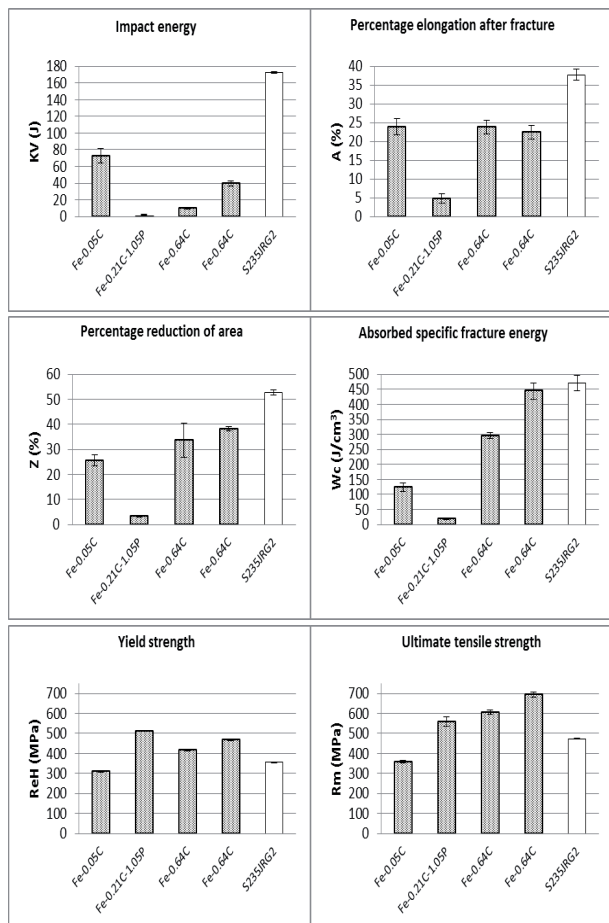 Impact energy
KV (J)
180
160
140
120
100
80
60
40
20
0
Fe-0.05C
Fe-0.21C-1.05P
Fe-0.64C
Fe-0.64C
S235JRG2
Percentage elongation after fracture
A (%)
40
35
30
25
20
15
10
5
0
Fe-0.05C
Fe-0.21C-1.05P
Fe-0.64C
Fe-0.64C
S235JRG2
Percentage reduction of area
Z (%)
60
50
40
30
20
10
0
Fe-0.05C
Fe-0.21C-1.05P
Fe-0.64C
Fe-0.64C
S235JRG2
Absorbed specific fracture energy
Wc (J/cm³)
500
450
400
350
300
250
200
150
100
50
0
Fe-0.05C
Fe-0.21C-1.05P
Fe-0.64C
Fe-0.64C
S235JRG2
Yield strength
ReH (MPa)
700
600
500
400
300
200
100
0
Fe-0.05C
Fe-0.21C-1.05P
Fe-0.64C
Fe-0.64C
S235JRG2
Ultimate tensile strength
Rm (MPa)
700
600
500
400
300
200
100
0
Fe-0.05C
Fe-0.21C-1.05P
Fe-0.64C
Fe-0.64C
S235JRG2